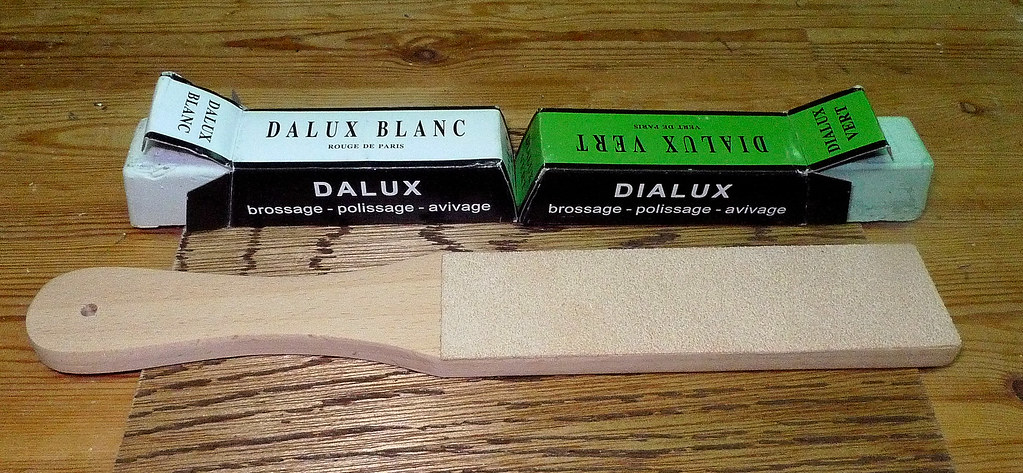 DALUX
BLANC
DALUX BLANC
ROUGE DE PARIS
DALUX
brossage - polissage - avivage
DIALUX VERT
VERT DE PARIS
DIALUX
VERT
DIALUX
brossage - polissage - avivage